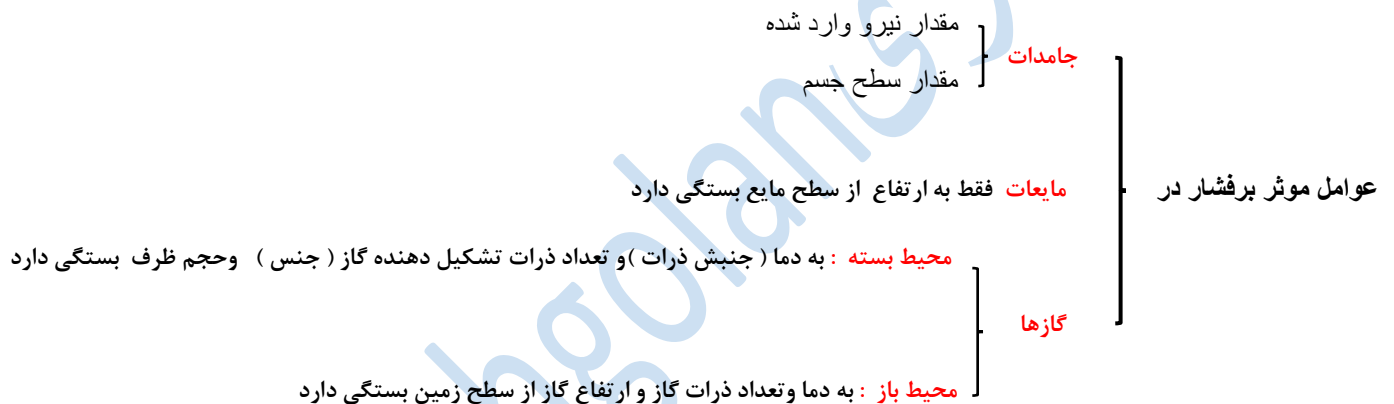 عوامل موثر برفشار در
جامدات
مقدار نیرو وارد شده
مقدار سطح جسم
مایعات فقط به ارتفاع از سطح مایع بستگی دارد
گازها
محیط بسته : به دما ( جنبش ذرات )و تعداد ذرات تشکیل دهنده گاز ( جنس ) وحجم ظرف بستگی دارد
محیط باز : به دما وتعداد ذرات گاز و ارتفاع گاز از سطح زمین بستگی دارد